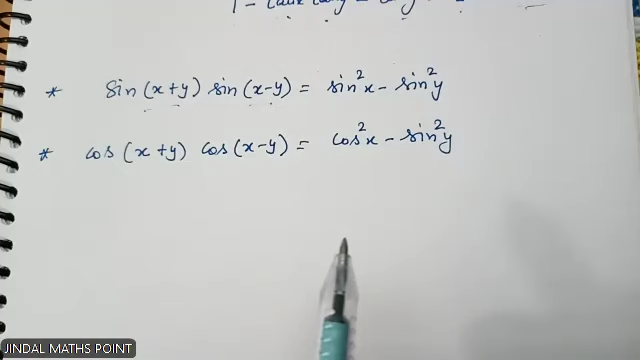 * sin (x+y) sin (x-y) = sin²x - sin²y
* cos (x+y) cos (x-y) = cos²x - sin²y
JINDAL MATHS POINT